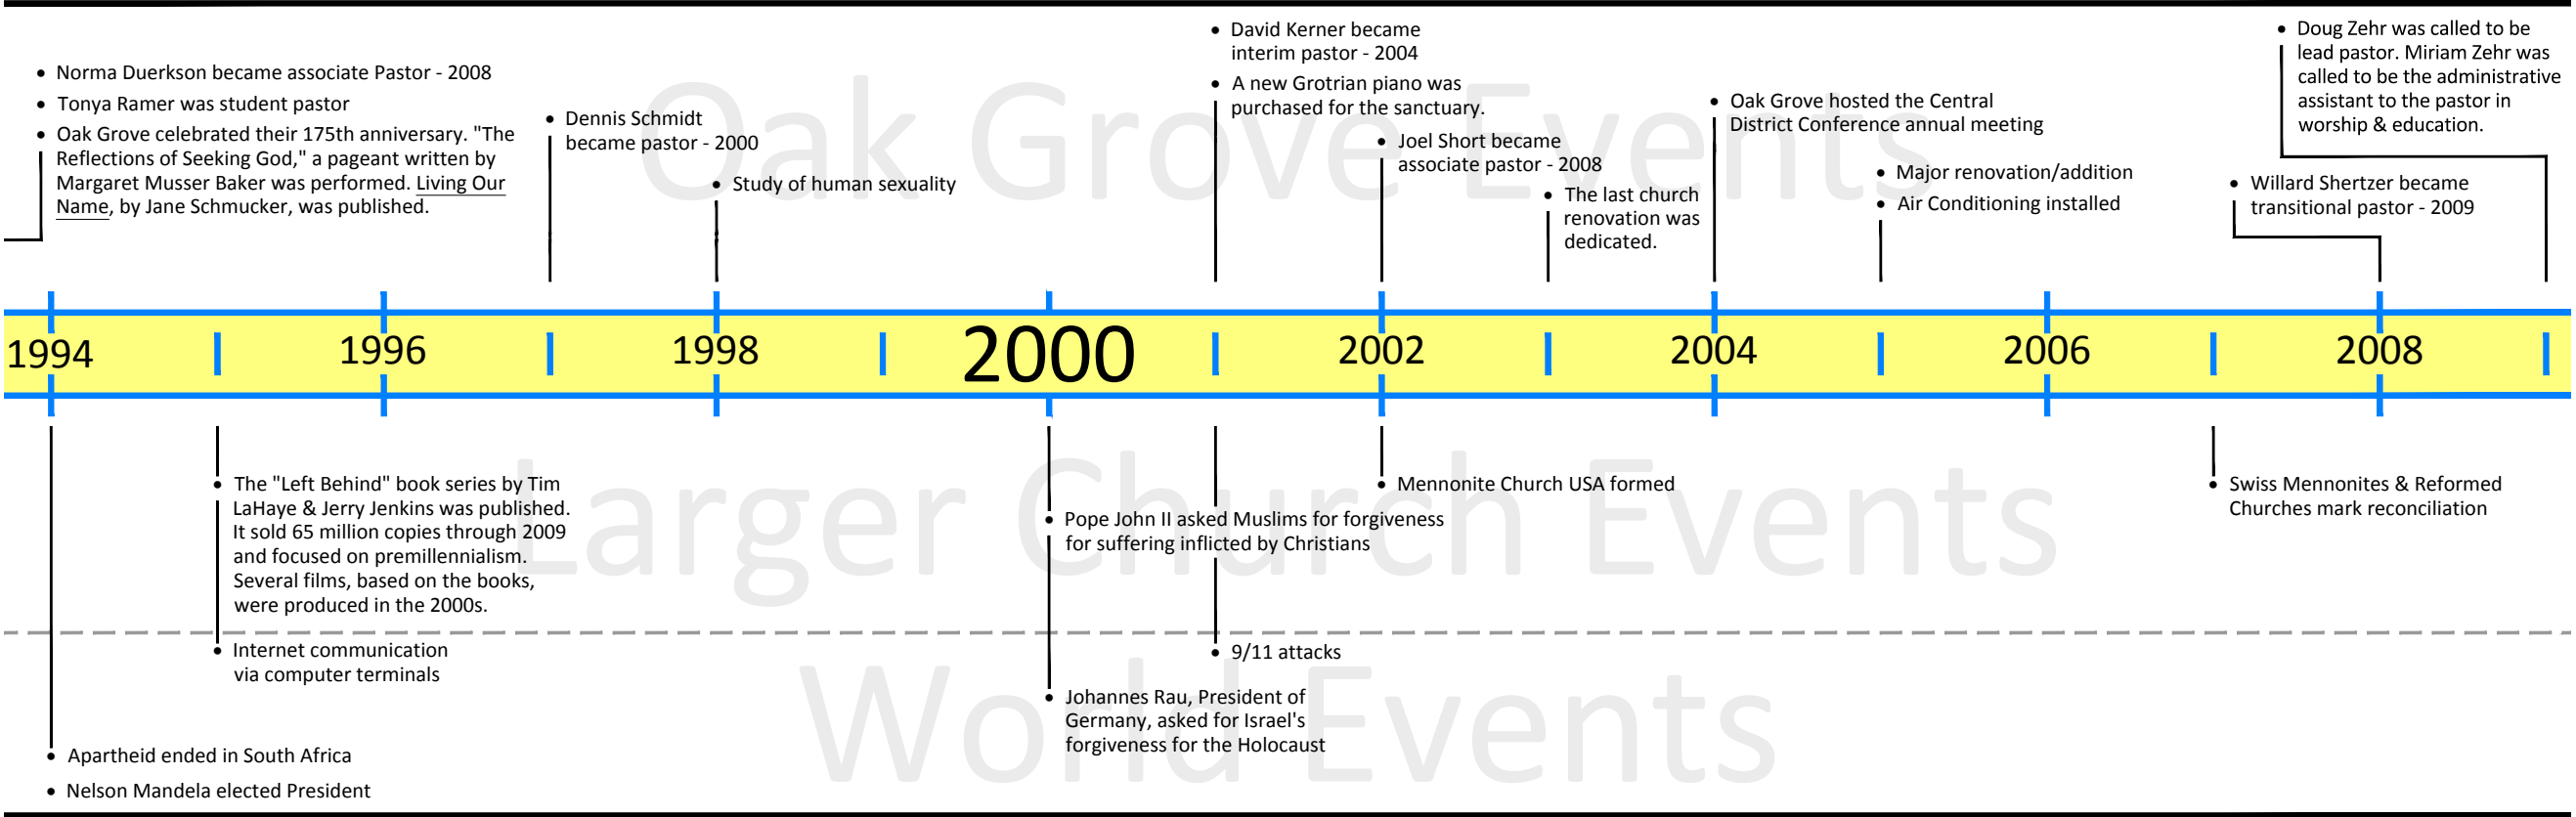 Oak Grove Events
• Norma Duerkson became associate Pastor - 2008
• Tonya Ramer was student pastor
• Oak Grove celebrated their 175th anniversary. "The
Reflections of Seeking God," a pageant written by
Margaret Musser Baker was performed. Living Our
Name, by Jane Schmucker, was published.
• Dennis Schmidt
became pastor - 2000
• Study of human sexuality
• David Kerner became
interim pastor - 2004
• A new Grotrian piano was
purchased for the sanctuary.
• Joel Short became
associate pastor - 2008
• The last church
renovation was
dedicated.
• Oak Grove hosted the Central
District Conference annual meeting
• Major renovation/addition
• Air Conditioning installed
• Willard Shertzer became
transitional pastor - 2009
• Doug Zehr was called to be
lead pastor. Miriam Zehr was
called to be the administrative
assistant to the pastor in
worship & education.
1994 1996 1998 2000 2002 2004 2006 2008
Larger Church Events
• The "Left Behind" book series by Tim
LaHaye & Jerry Jenkins was published.
It sold 65 million copies through 2009
and focused on premillennialism.
Several films, based on the books,
were produced in the 2000s.
• Pope John II asked Muslims for forgiveness
for suffering inflicted by Christians
• Mennonite Church USA formed
• Swiss Mennonites & Reformed
Churches mark reconciliation
World Events
• Internet communication
via computer terminals
• Apartheid ended in South Africa
• Nelson Mandela elected President
• 9/11 attacks
• Johannes Rau, President of
Germany, asked for Israel's
forgiveness for the Holocaust